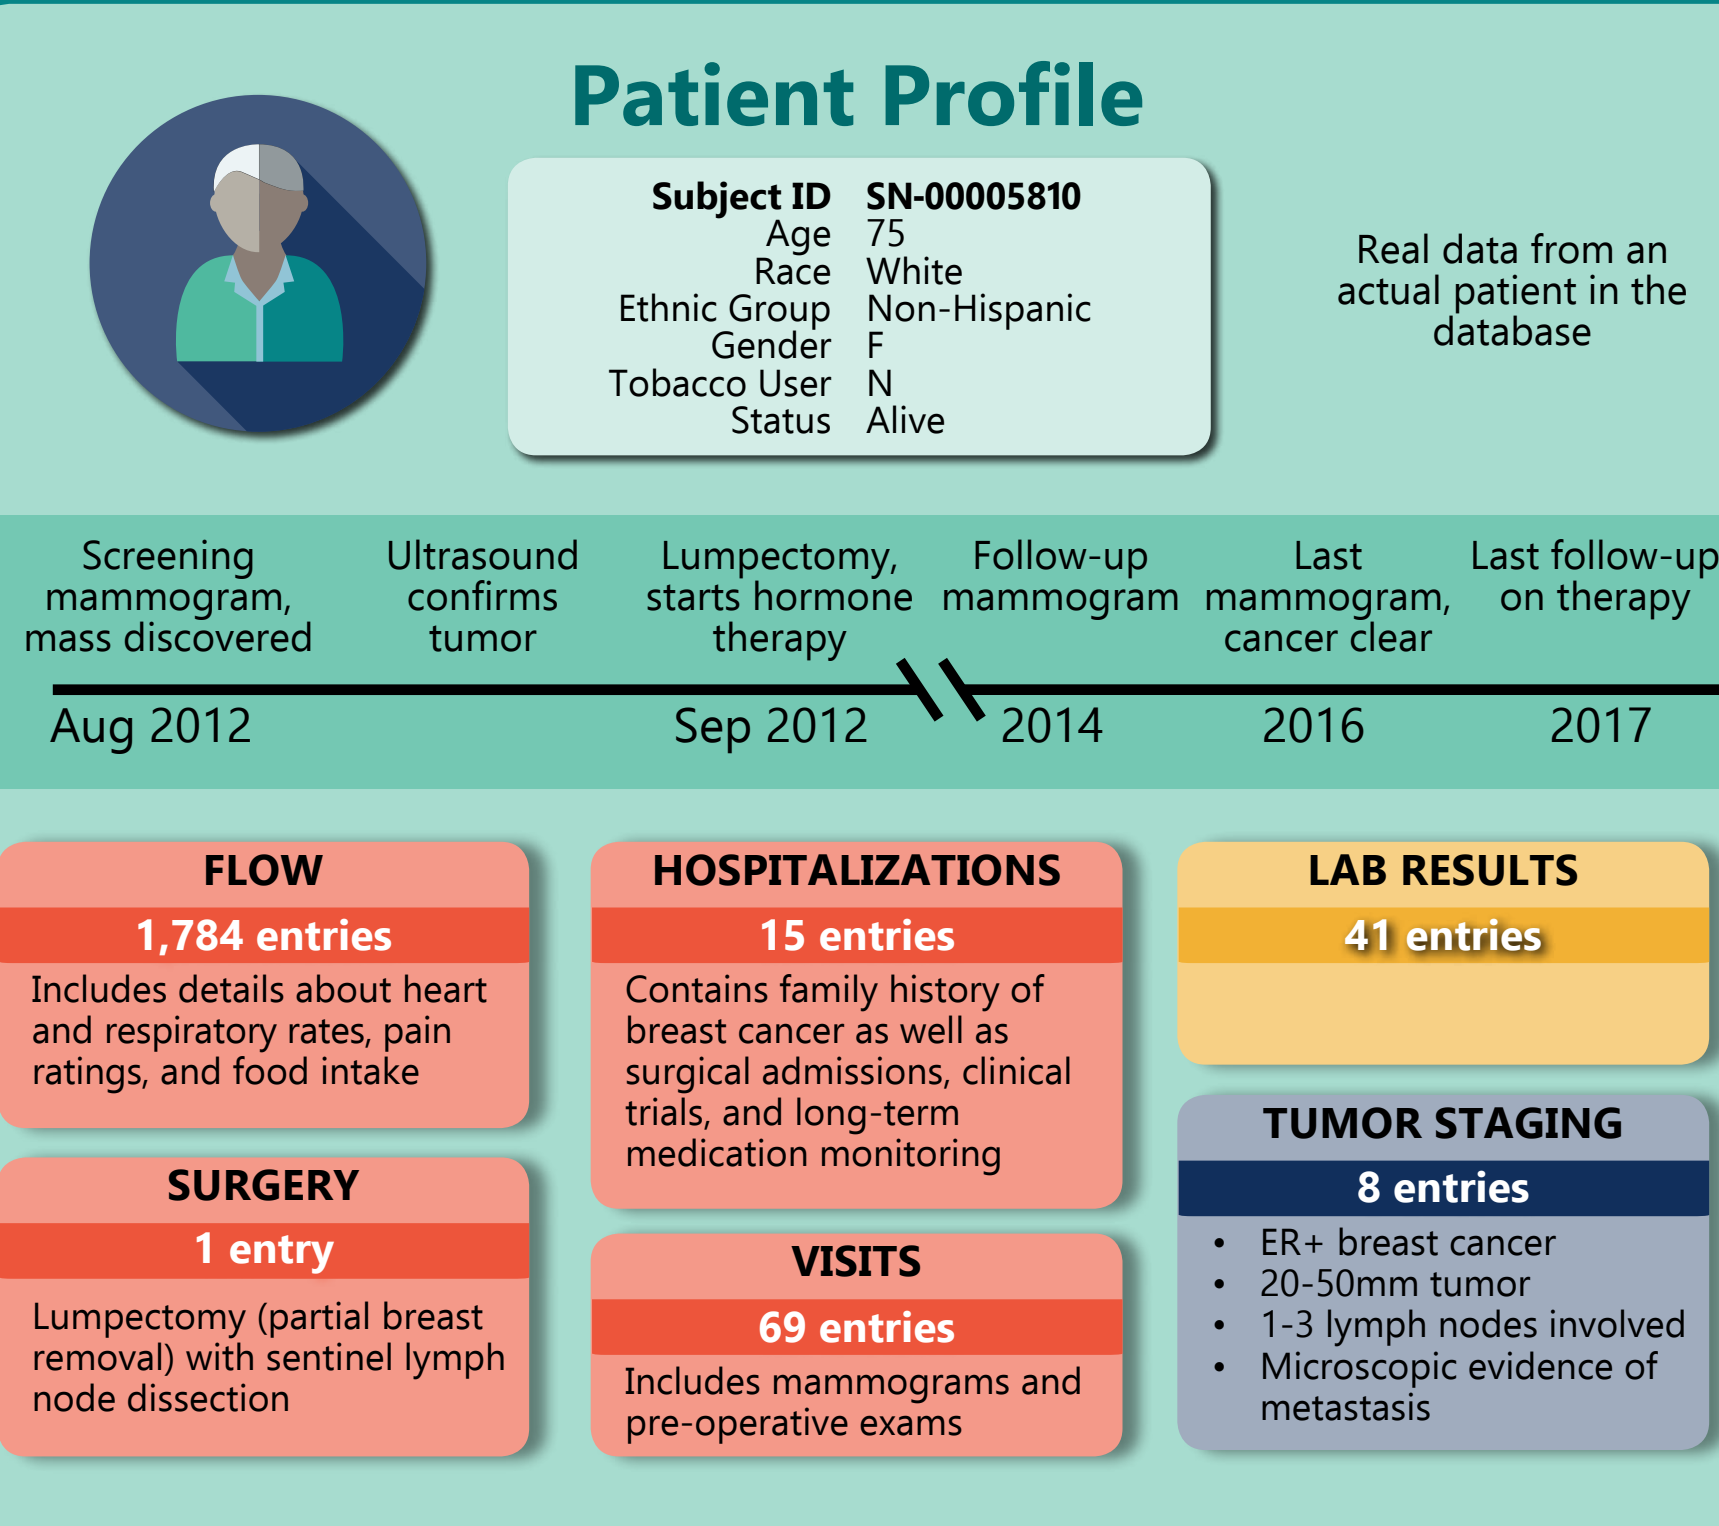 Patient Profile
Subject ID SN-00005810
Age 75
Race White
Ethnic Group Non-Hispanic
Gender F
Tobacco User N
Status Alive
Real data from an
actual patient in the
database
Screening
mammogram,
mass discovered
Ultrasound
confirms
tumor
Lumpectomy,
starts hormone
therapy
Follow-up
mammogram
Last
mammogram,
cancer clear
Last follow-up
on therapy
Aug 2012
Sep 2012
2014
2016
2017
FLOW
1,784 entries
Includes details about heart
and respiratory rates, pain
ratings, and food intake
SURGERY
1 entry
Lumpectomy (partial breast
removal) with sentinel lymph
node dissection
HOSPITALIZATIONS
15 entries
Contains family history of
breast cancer as well as
surgical admissions, clinical
trials, and long-term
medication monitoring
VISITS
69 entries
Includes mammograms and
pre-operative exams
LAB RESULTS
41 entries
TUMOR STAGING
8 entries
• ER+ breast cancer
• 20-50mm tumor
• 1-3 lymph nodes involved
• Microscopic evidence of
metastasis